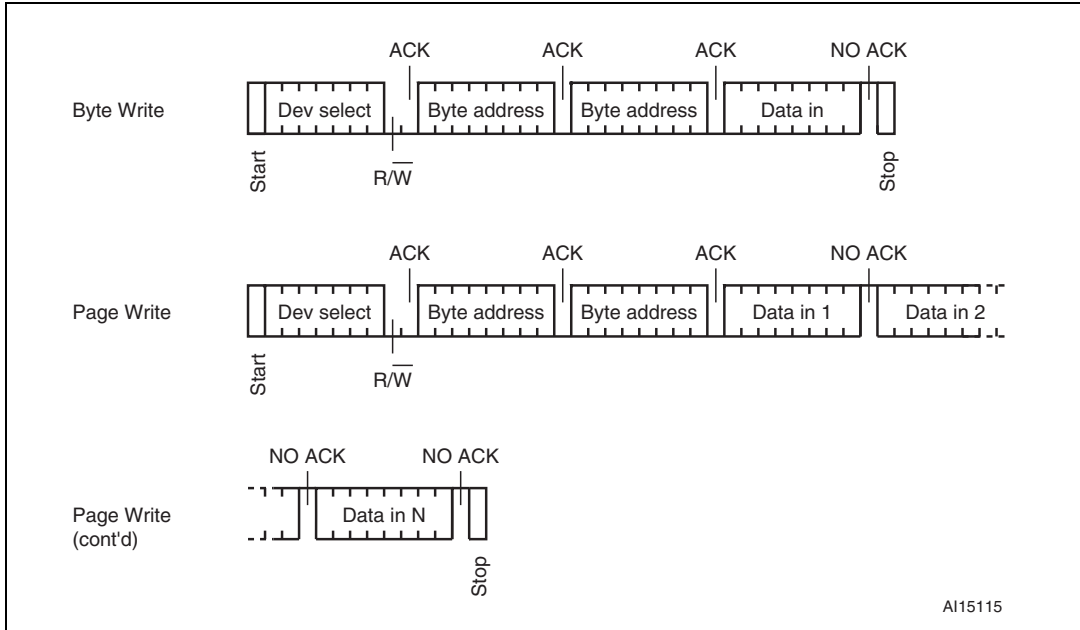 ACK ACK ACK NO ACK
Byte Write Dev select Byte address Byte address Data in
Start R/W̅ Stop
ACK ACK ACK NO ACK
Page Write Dev select Byte address Byte address Data in 1 Data in 2
Start R/W̅
NO ACK NO ACK
Page Write Data in N
(cont'd)
Stop
AI15115